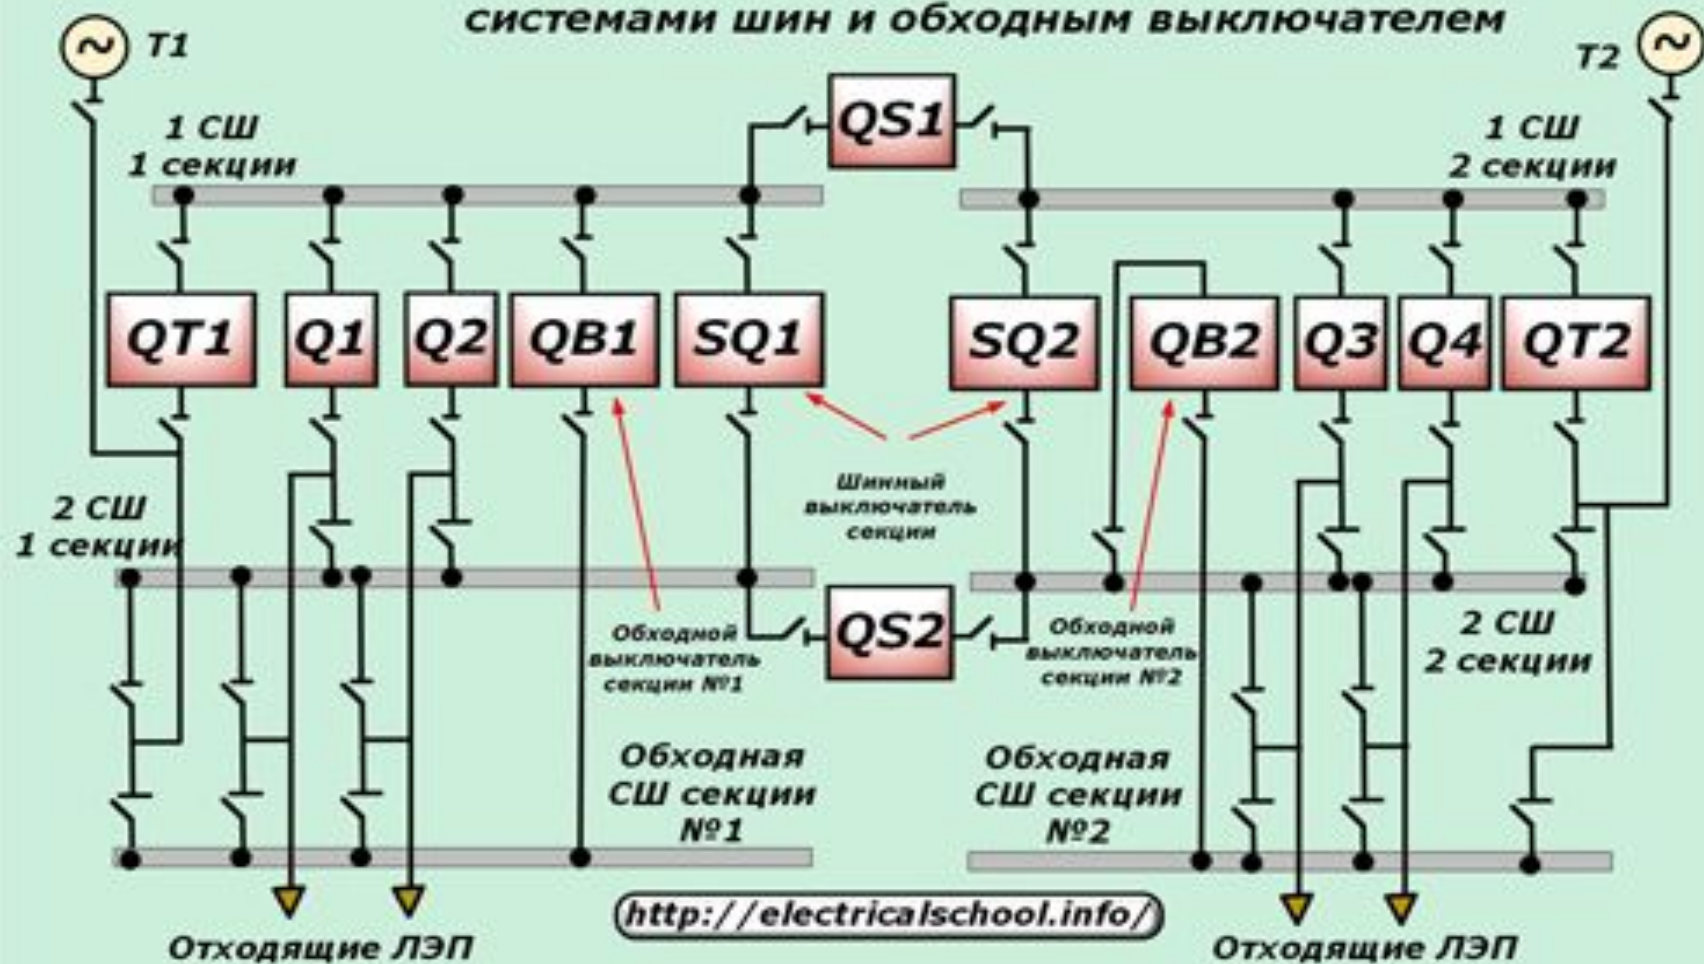 системами шин и обходным выключателем
T1
T2
QS1
1 СШ
1 секции
1 СШ
2 секции
QT1
Q1
Q2
QB1
SQ1
SQ2
QB2
Q3
Q4
QT2
Шинный
выключатель
секции
2 СШ
1 секции
QS2
Обходной
выключатель
секции №1
Обходной
выключатель
секции №2
2 СШ
2 секции
Обходная
СШ секции
№1
Обходная
СШ секции
№2
http://electricalschool.info/
Отходящие ЛЭП
Отходящие ЛЭП